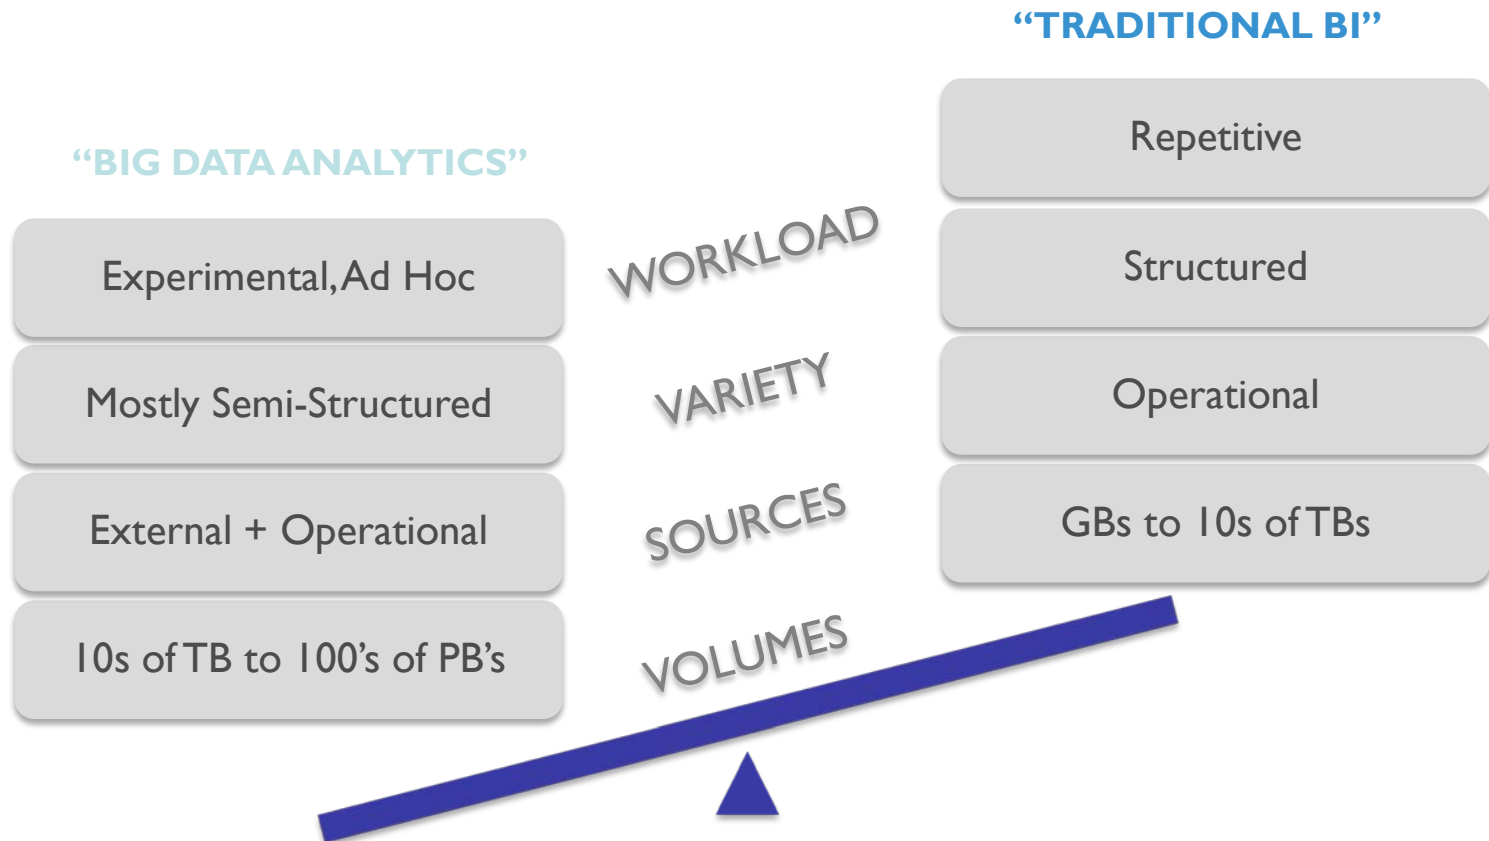 “TRADITIONAL BI”
“BIG DATA ANALYTICS”
Repetitive
Experimental, Ad Hoc
WORKLOAD
Structured
Mostly Semi-Structured
VARIETY
Operational
External + Operational
SOURCES
GBs to 10s of TBs
10s of TB to 100’s of PB’s
VOLUMES